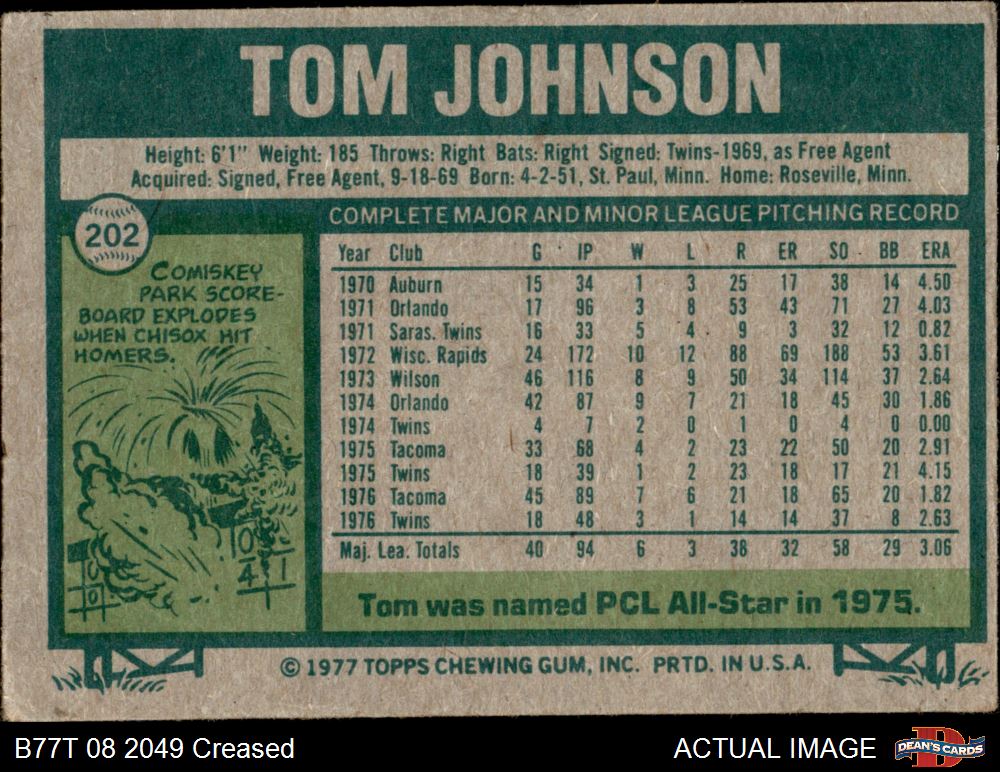 TOM JOHNSON
Height: 6'1" Weight: 185 Throws: Right Bats: Right Signed: Twins-1969, as Free Agent
Acquired: Signed, Free Agent, 9-18-69 Born: 4-2-51, St. Paul, Minn. Home: Roseville, Minn.
202
COMISKEY
PARK SCORE-
BOARD EXPLODES
WHEN CHISOX HIT
HOMERS.
COMPLETE MAJOR AND MINOR LEAGUE PITCHING RECORD
Year Club G IP W L R ER SO BB ERA
1970 Auburn 15 34 1 3 25 17 38 14 4.50
1971 Orlando 17 96 3 8 53 43 71 27 4.03
1971 Saras. Twins 16 33 5 4 9 3 32 12 0.82
1972 Wisc. Rapids 24 172 10 12 88 69 188 53 3.61
1973 Wilson 46 116 8 9 50 34 114 37 2.64
1974 Orlando 42 87 9 7 21 18 45 30 1.86
1974 Twins 4 7 2 0 1 0 4 0 0.00
1975 Tacoma 33 68 4 2 23 22 50 20 2.91
1975 Twins 18 39 1 2 23 18 17 21 4.15
1976 Tacoma 45 89 7 6 21 18 65 20 1.82
1976 Twins 18 48 3 1 14 14 37 8 2.63
Maj. Lea. Totals 40 94 6 3 38 32 58 29 3.06
Tom was named PCL All-Star in 1975.
© 1977 TOPPS CHEWING GUM, INC. PRTD. IN U.S.A.
B77T 08 2049 Creased
ACTUAL IMAGE
DEAN'S CARDS